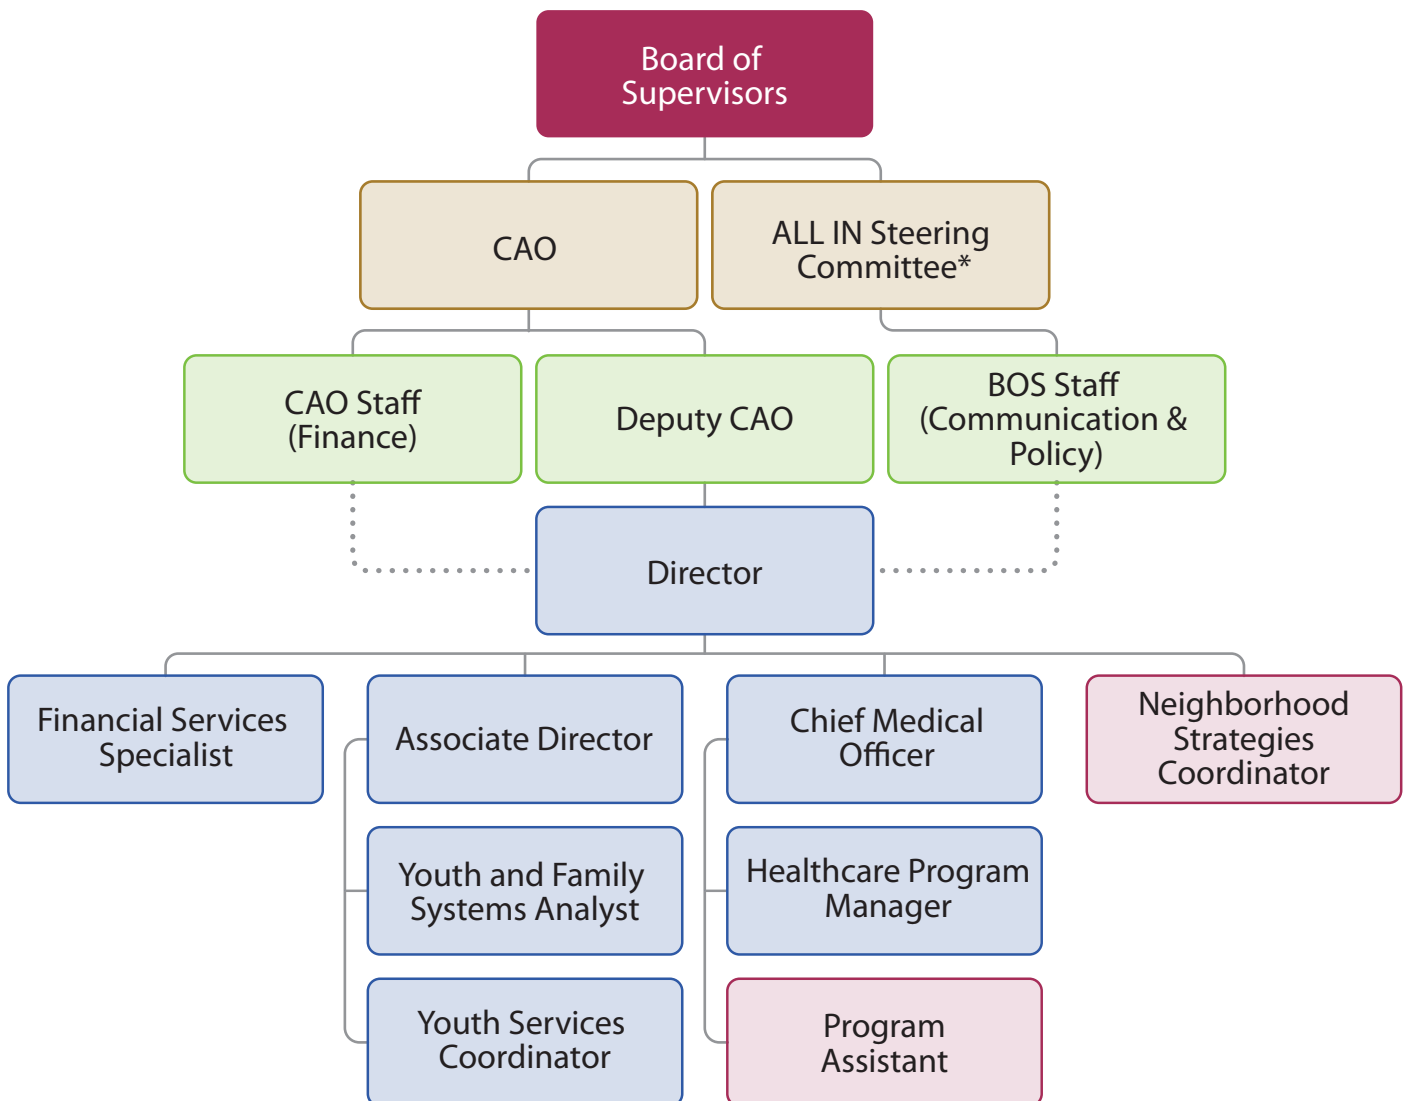 Board of
Supervisors
CAO
ALL IN Steering
Committee*
CAO Staff
(Finance)
Deputy CAO
BOS Staff
(Communication &
Policy)
Director
Financial Services
Specialist
Associate Director
Chief Medical
Officer
Neighborhood
Strategies
Coordinator
Youth and Family
Systems Analyst
Healthcare Program
Manager
Youth Services
Coordinator
Program
Assistant